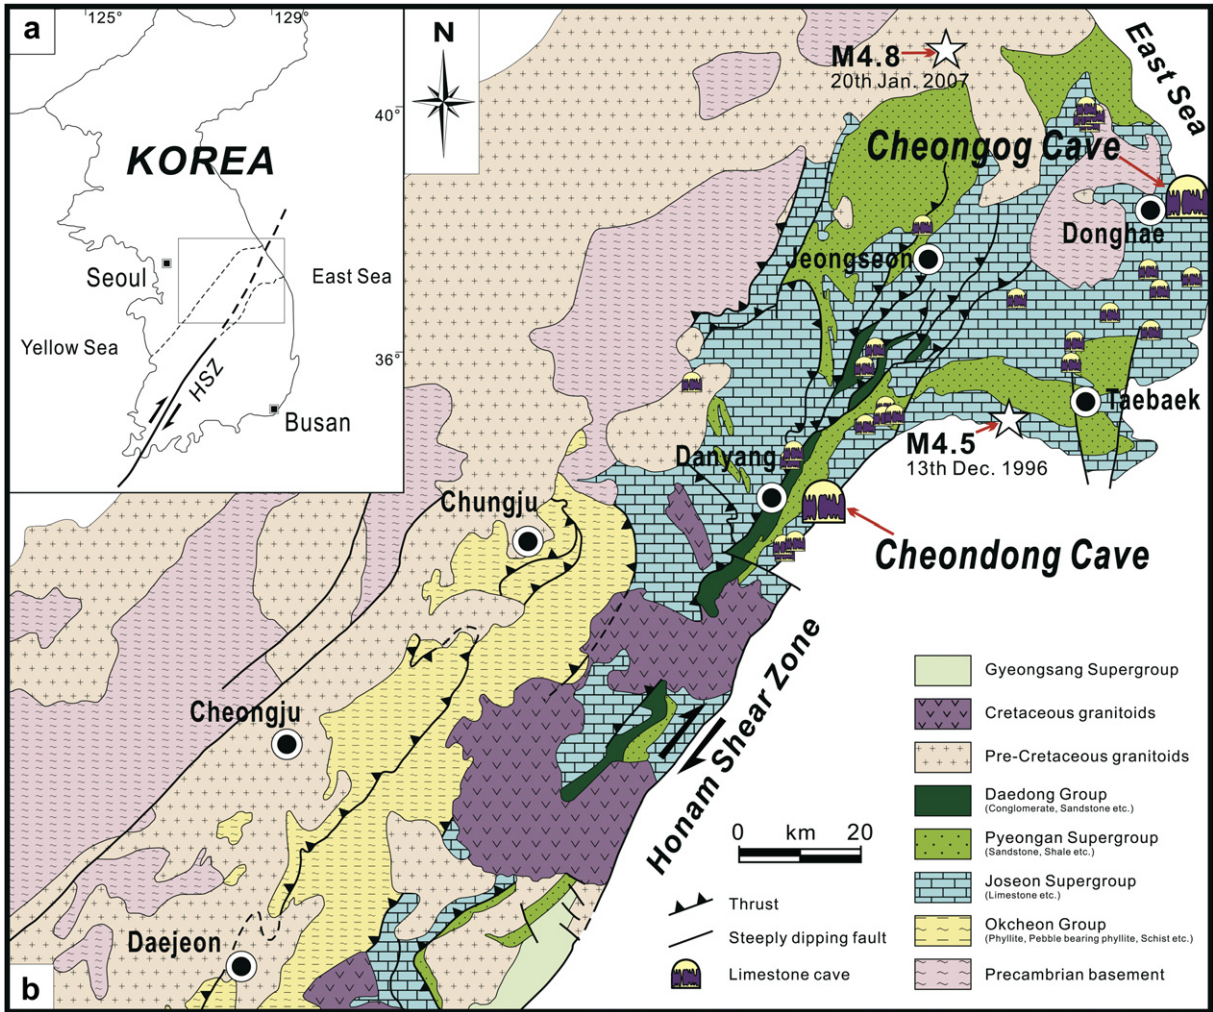 a
125°
129°
N
40°
KOREA
Seoul
East Sea
Yellow Sea
36°
HSZ
Busan
M4.8
20th Jan. 2007
East Sea
Cheongog Cave
Donghae
Jeongseon
Taebaek
M4.5
13th Dec. 1996
Danyang
Chungju
Cheondong Cave
Cheongju
Honam Shear Zone
Daejeon
b
0 km 20
Thrust
Steeply dipping fault
Limestone cave
Gyeongsang Supergroup
Cretaceous granitoids
Pre-Cretaceous granitoids
Daedong Group
(Conglomerate, Sandstone etc.)
Pyeongan Supergroup
(Sandstone, Shale etc.)
Joseon Supergroup
(Limestone etc.)
Okcheon Group
(Phyllite, Pebble bearing phyllite, Schist etc.)
Precambrian basement